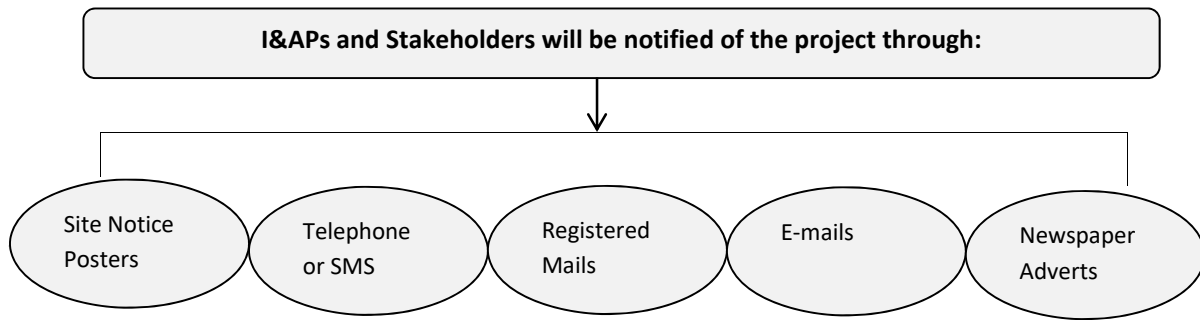 I&APs and Stakeholders will be notified of the project through:
Site Notice
Posters
Telephone
or SMS
Registered
Mails
E-mails
Newspaper
Adverts